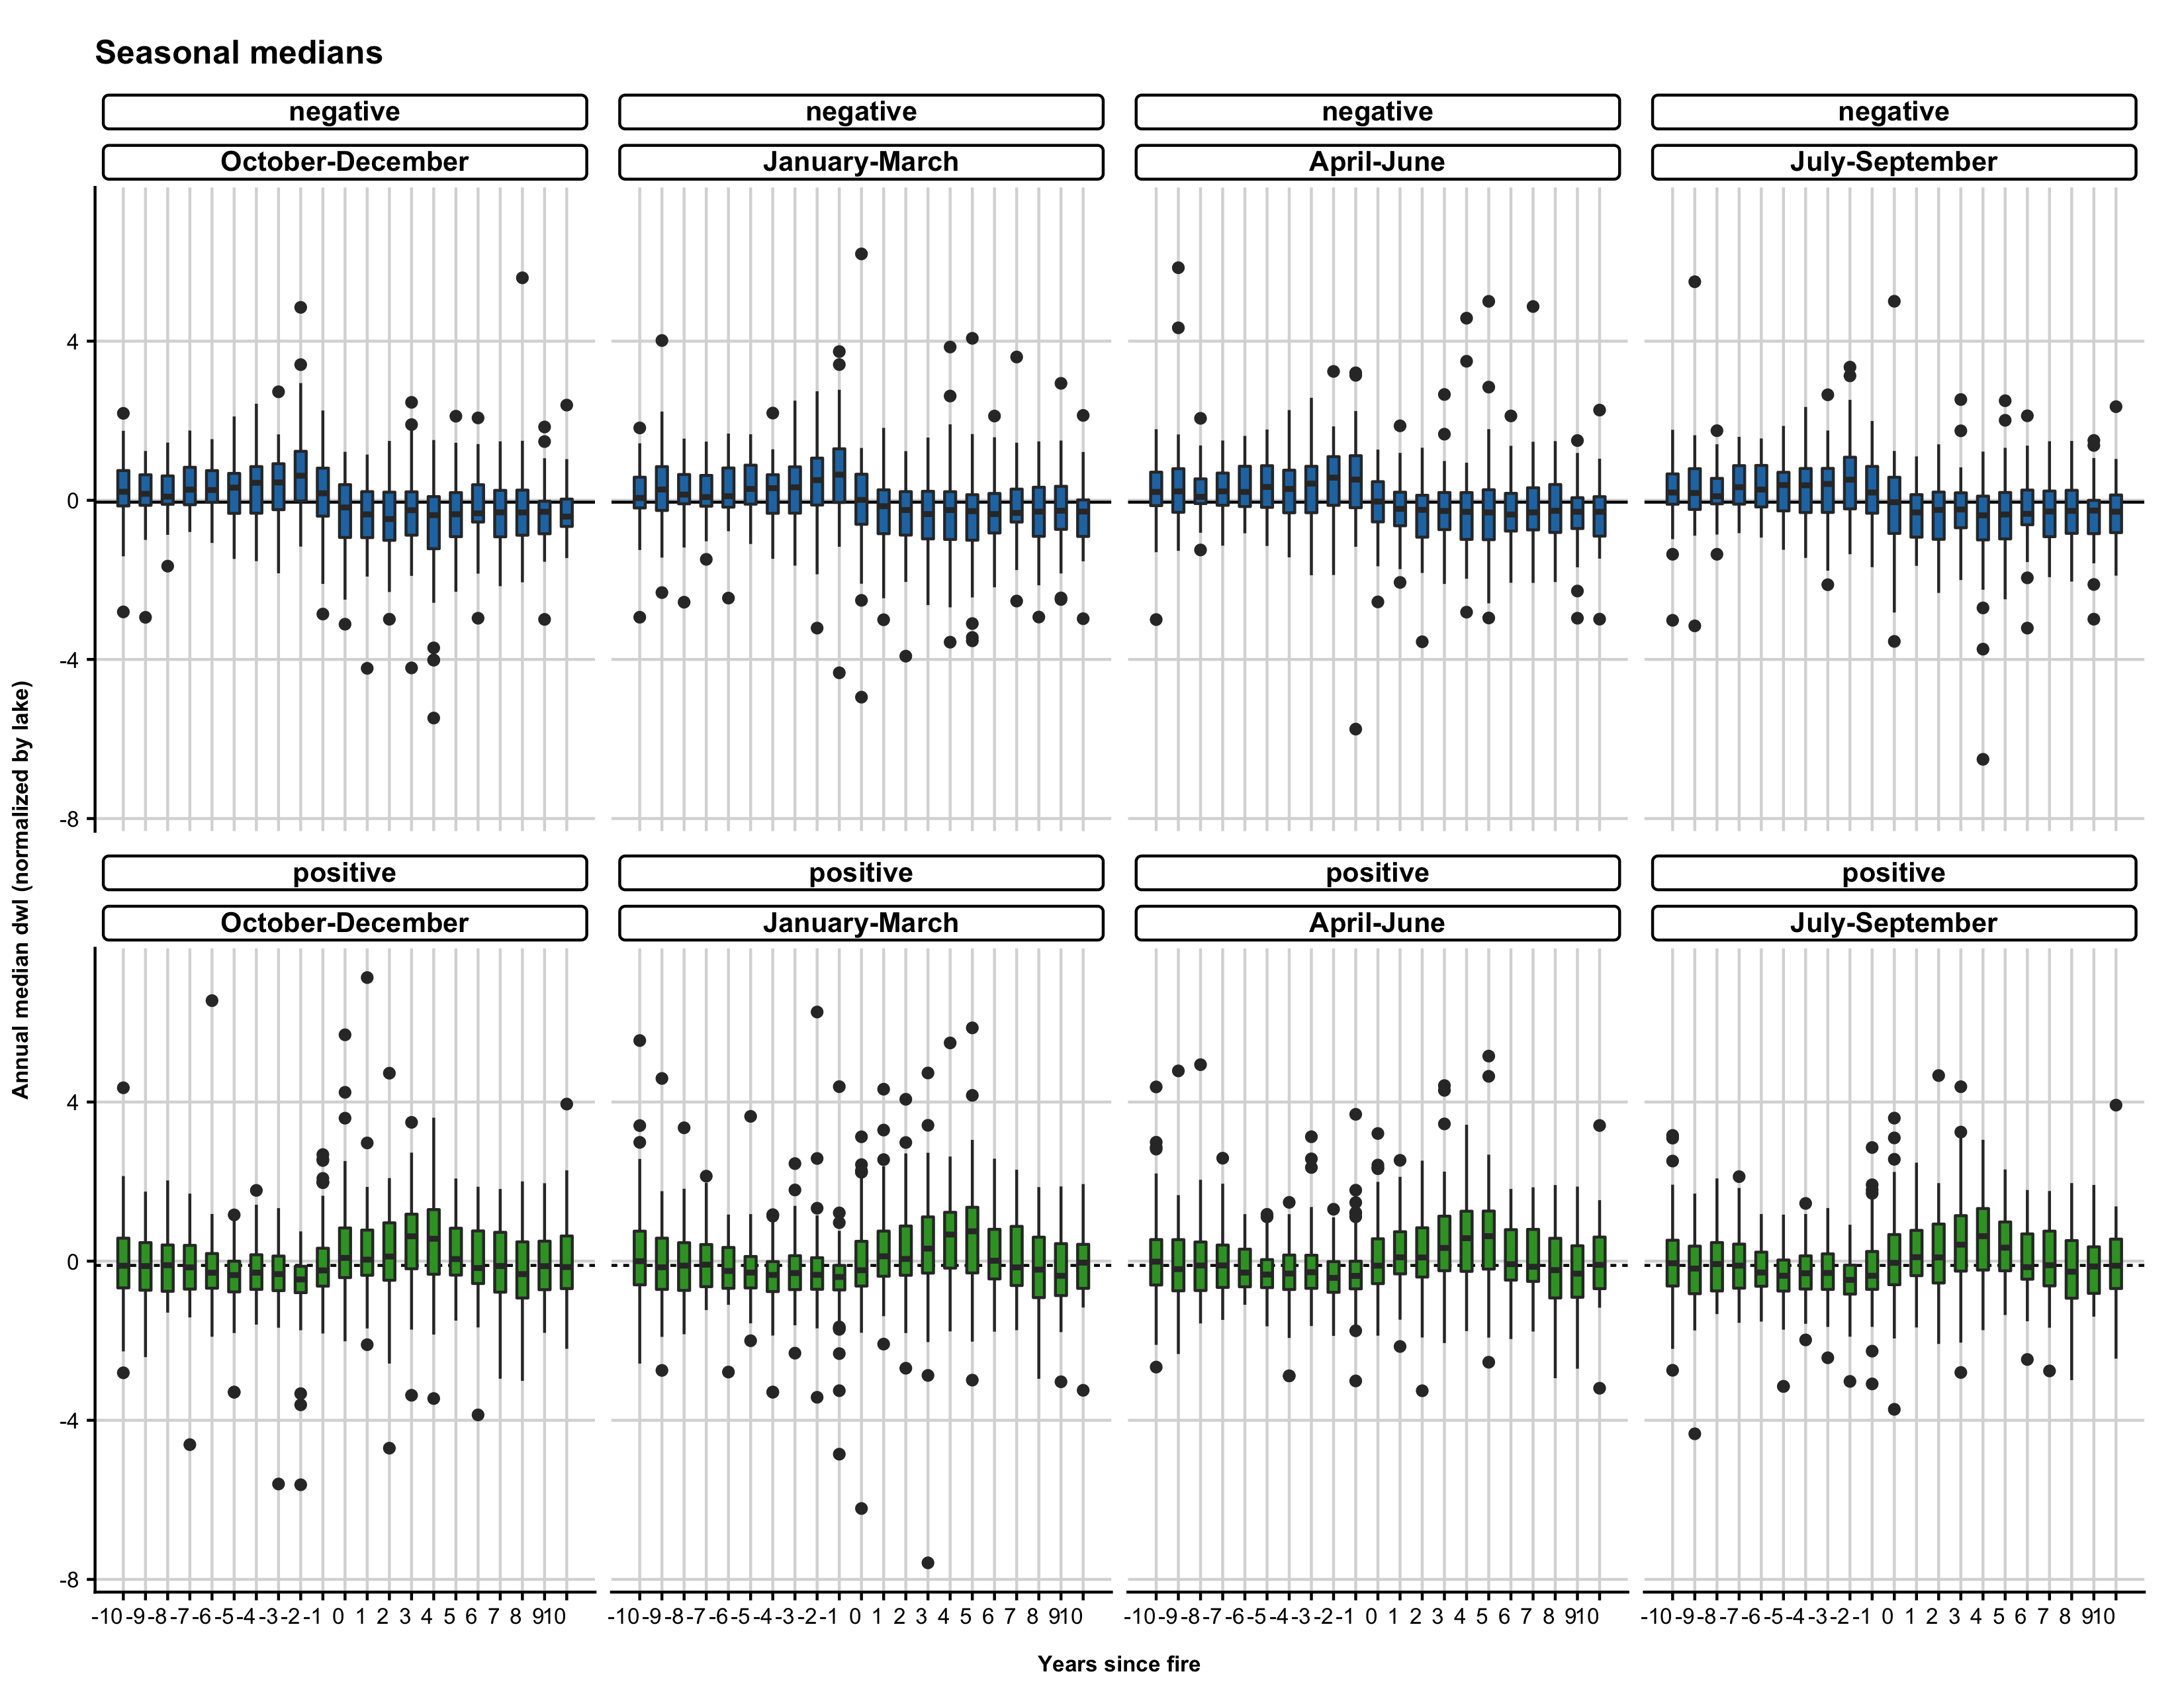 Seasonal medians
negative negative negative negative
October-December January-March April-June July-September
4
0
-4
-8
Annual median dwl (normalized by lake)
positive positive positive positive
October-December January-March April-June July-September
4
0
-4
-8
-10 -9 -8 -7 -6 -5 -4 -3 -2 -1 0 1 2 3 4 5 6 7 8 9 10 -10 -9 -8 -7 -6 -5 -4 -3 -2 -1 0 1 2 3 4 5 6 7 8 9 10 -10 -9 -8 -7 -6 -5 -4 -3 -2 -1 0 1 2 3 4 5 6 7 8 9 10 -10 -9 -8 -7 -6 -5 -4 -3 -2 -1 0 1 2 3 4 5 6 7 8 9 10
Years since fire